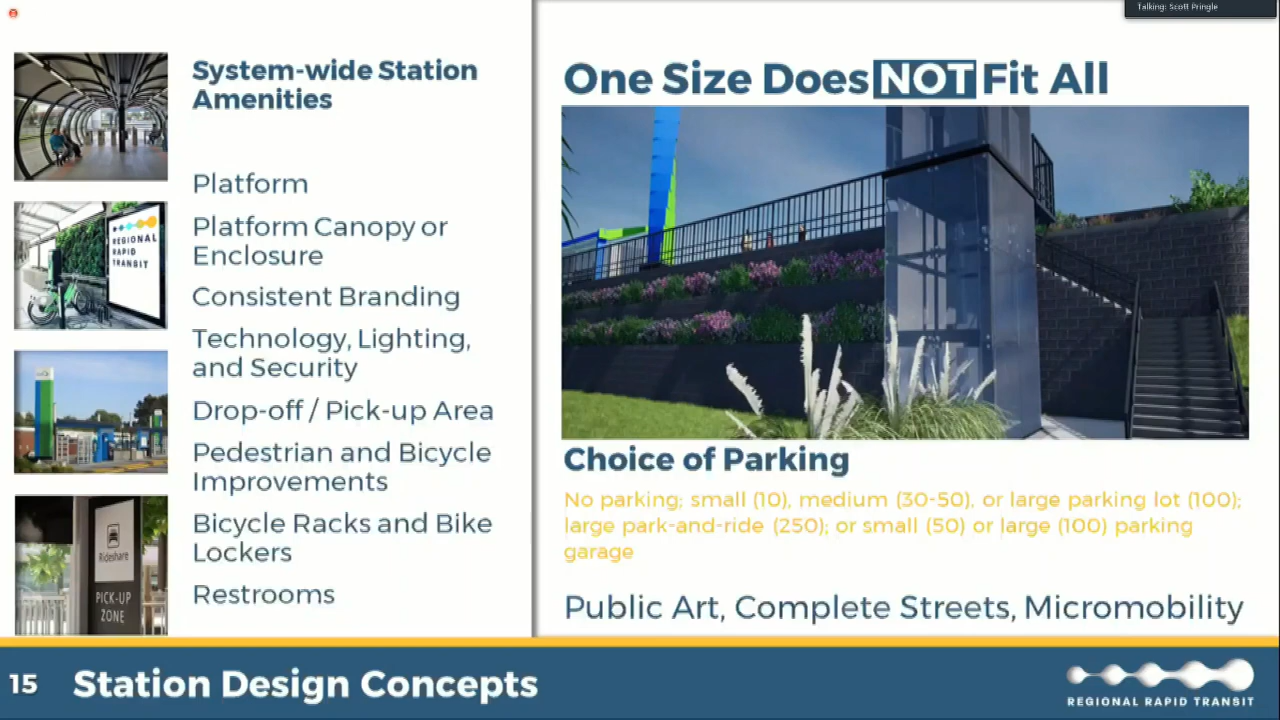 Talking: Scott Pringle
System-wide Station
Amenities
Platform
Platform Canopy or
Enclosure
Consistent Branding
Technology, Lighting,
and Security
Drop-off / Pick-up Area
Pedestrian and Bicycle
Improvements
Bicycle Racks and Bike
Lockers
Restrooms
REGIONAL
RAPID
TRANSIT
Rideshare
PICK-UP
ZONE
One Size Does NOT Fit All
Choice of Parking
No parking; small (10), medium (30-50), or large parking lot (100);
large park-and-ride (250); or small (50) or large (100) parking
garage
Public Art, Complete Streets, Micromobility
15 Station Design Concepts
REGIONAL RAPID TRANSIT